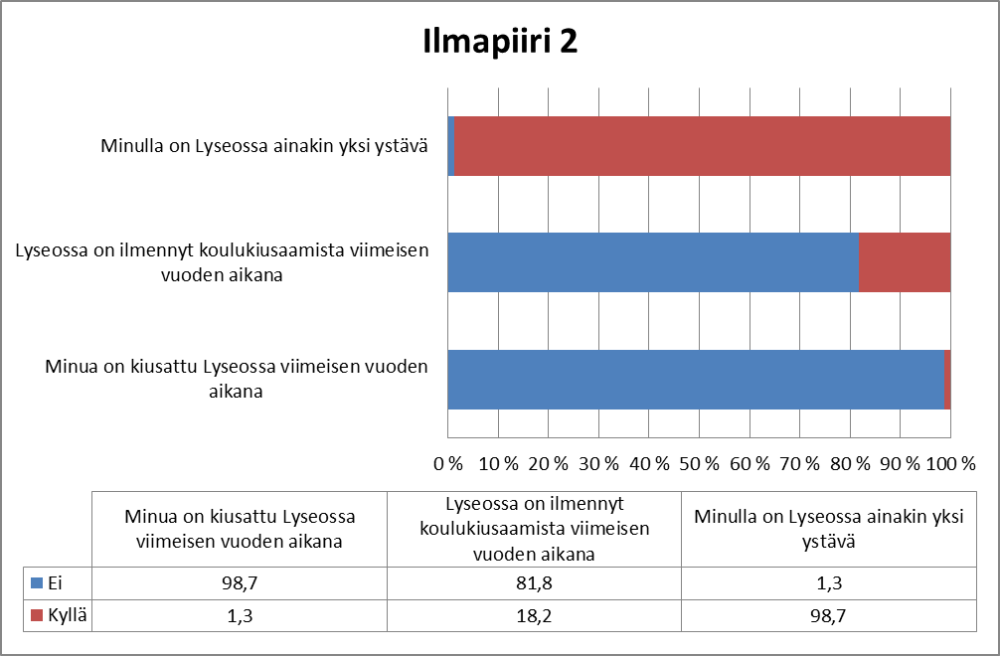 Ilmapiiri 2
Minulla on Lyseossa ainakin yksi ystävä
Lyseossa on ilmennyt koulukiusaamista viimeisen
vuoden aikana
Minua on kiusattu Lyseossa viimeisen vuoden
aikana
0 % 10 % 20 % 30 % 40 % 50 % 60 % 70 % 80 % 90 % 100 %
Minua on kiusattu Lyseossa
viimeisen vuoden aikana
Lyseossa on ilmennyt
koulukiusaamista viimeisen
vuoden aikana
Minulla on Lyseossa ainakin yksi
ystävä
Ei 98,7 81,8 1,3
Kyllä 1,3 18,2 98,7